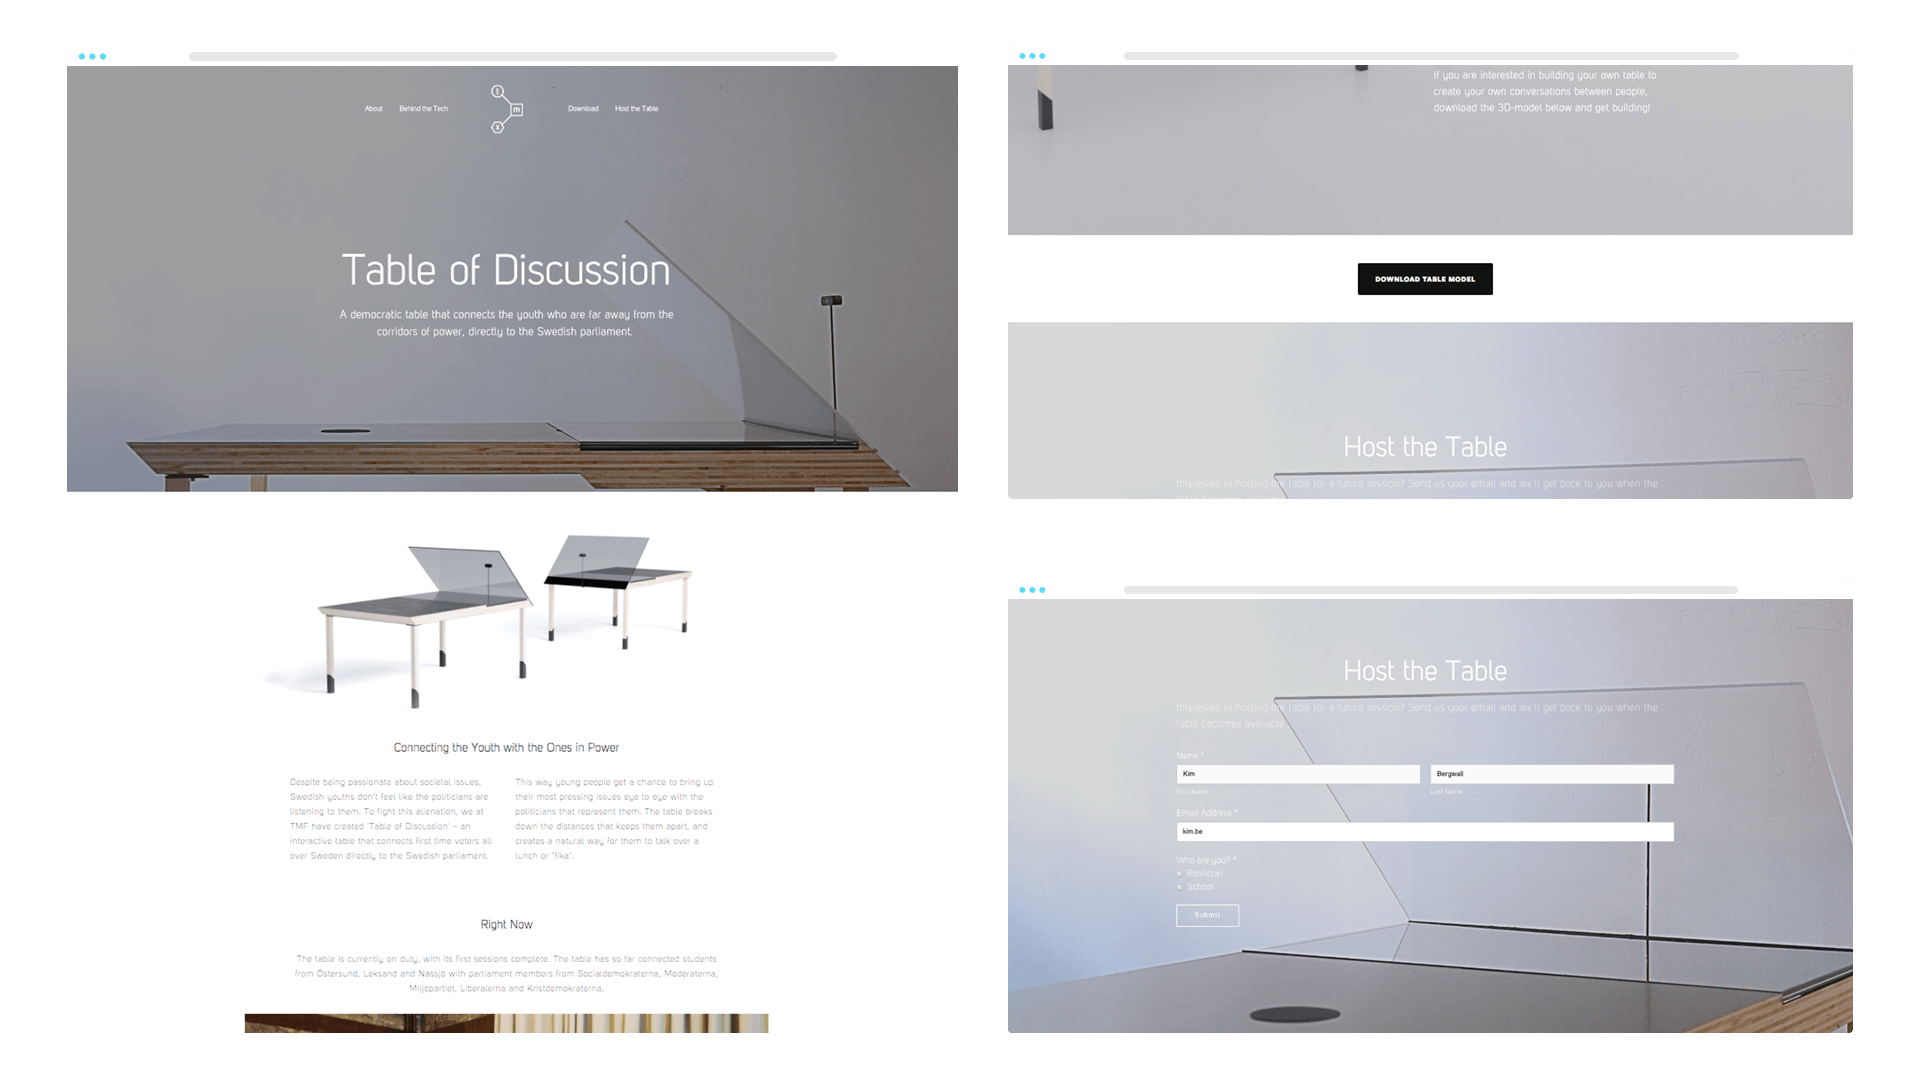 About Behind the Tech t m x Download Host the Table
Table of Discussion
A democratic table that connects the youth who are far away from the
corridors of power, directly to the Swedish parliament.
Connecting the Youth with the Ones in Power
Despite being passionate about societal issues,
Swedish youths don't feel like the politicians are
listening to them. To fight this alienation, we at
TMF have created 'Table of Discussion' – an
interactive table that connects first time voters all
over Sweden directly to the Swedish parliament.
This way young people get a chance to bring up
their most pressing issues eye to eye with the
politicians that represent them. The table breaks
down the distances that keeps them apart, and
creates a natural way for them to talk over a
lunch or "fika".
Right Now
The table is currently on duty, with its first sessions complete. The table has so far connected students
from Östersund, Leksand and Nässjö with parliament members from Socialdemokraterna, Moderaterna,
Miljöpartiet, Liberalerna and Kristdemokraterna.
If you are interested in building your own table to
create your own conversations between people,
download the 3D-model below and get building!
DOWNLOAD TABLE MODEL
Host the Table
Interested in hosting the table for a future session? Send us your email and we'll get back to you when the
Host the Table
Interested in hosting the table for a future session? Send us your email and we'll get back to you when the
table becomes available
Name *
Kim Bergwall
First Name Last Name
Email Address *
kim.be
Who are you? *
Politician
School
Submit